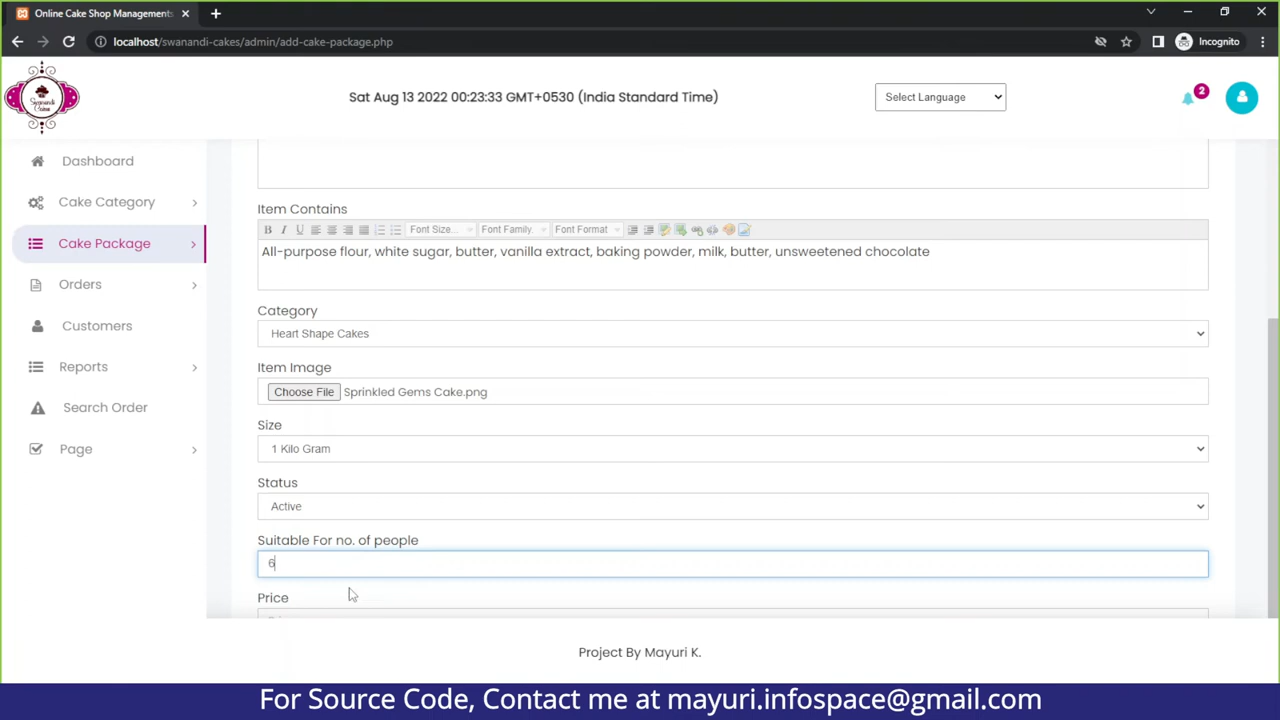 Online Cake Shop Managements
localhost/swanandi-cakes/admin/add-cake-package.php
Incognito
Swanandi
Sat Aug 13 2022 00:23:33 GMT+0530 (India Standard Time)
Select Language
2
Dashboard
Cake Category
Cake Package
Orders
Customers
Reports
Search Order
Page
Item Contains
B I U Font Size... Font Family. Font Format
All-purpose flour, white sugar, butter, vanilla extract, baking powder, milk, butter, unsweetened chocolate
Category
Heart Shape Cakes
Item Image
Choose File Sprinkled Gems Cake.png
Size
1 Kilo Gram
Status
Active
Suitable For no. of people
6
Price
Project By Mayuri K.
For Source Code, Contact me at mayuri.infospace@gmail.com